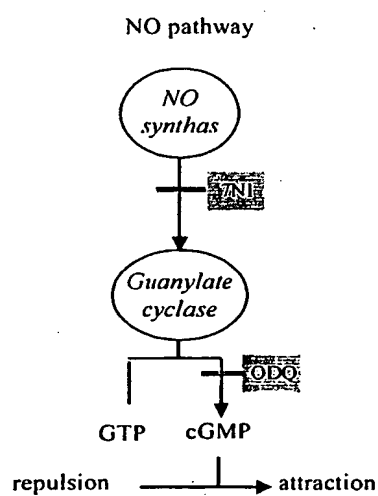 NO pathway
NO
synthas
7NI
Guanylate
cyclase
ODQ
GTP cGMP
repulsion attraction